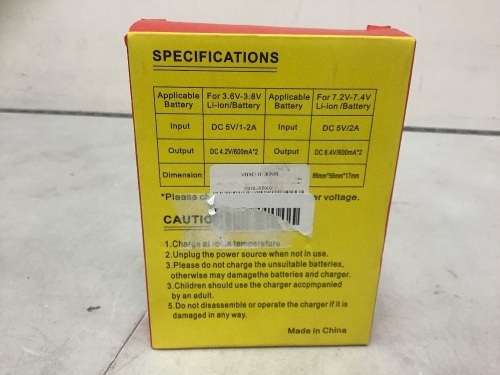 SPECIFICATIONS
Applicable Battery For 3.6V-3.8V Li-ion/Battery Applicable Battery For 7.2V-7.4V Li-ion /Battery
Input DC 5V/1-2A Input DC 5V/2A
Output DC 4.2V/600mA*2 Output DC 8.4V/600mA*2
Dimension 86mm*56mm*17mm
*Please voltage.
CAUTIO
1.Charge at room temperature.
2.Unplug the power source when not in use.
3.Please do not charge the unsuitable batteries,
otherwise may damagethe batteries and charger.
3.Children should use the charger accpmpanied
by an adult.
5.Do not disassemble or operate the charger if it is
damaged in any way.
Made in China